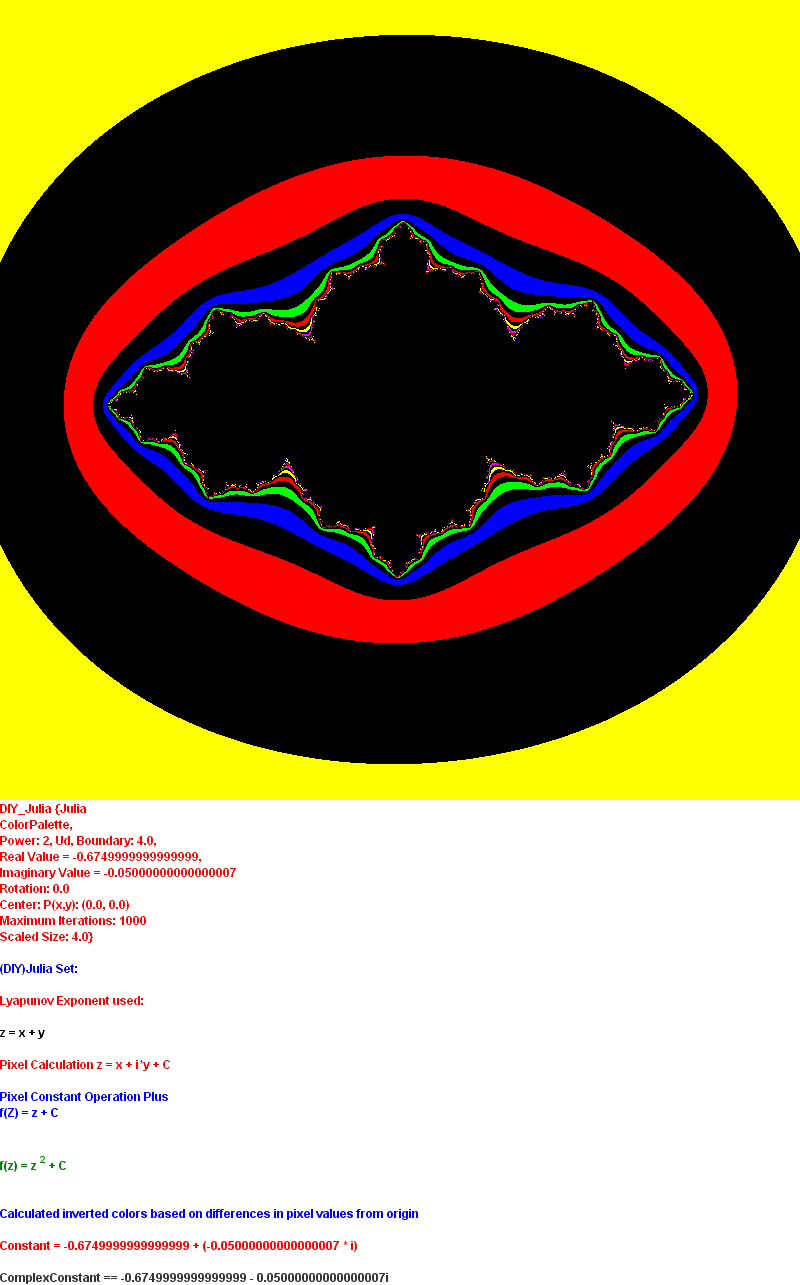 DIY_Julia {Julia
ColorPalette,
Power: 2, Ud, Boundary: 4.0,
Real Value = -0.6749999999999999,
Imaginary Value = -0.05000000000000007
Rotation: 0.0
Center: P(x,y): (0.0, 0.0)
Maximum Iterations: 1000
Scaled Size: 4.0}
(DIY)Julia Set:
Lyapunov Exponent used:
z = x + y
Pixel Calculation z = x + i*y + C
Pixel Constant Operation Plus
f(Z) = z + C
f(z) = z 2 + C
Calculated inverted colors based on differences in pixel values from origin
Constant = -0.6749999999999999 + (-0.05000000000000007 * i)
ComplexConstant == -0.6749999999999999 - 0.05000000000000007i